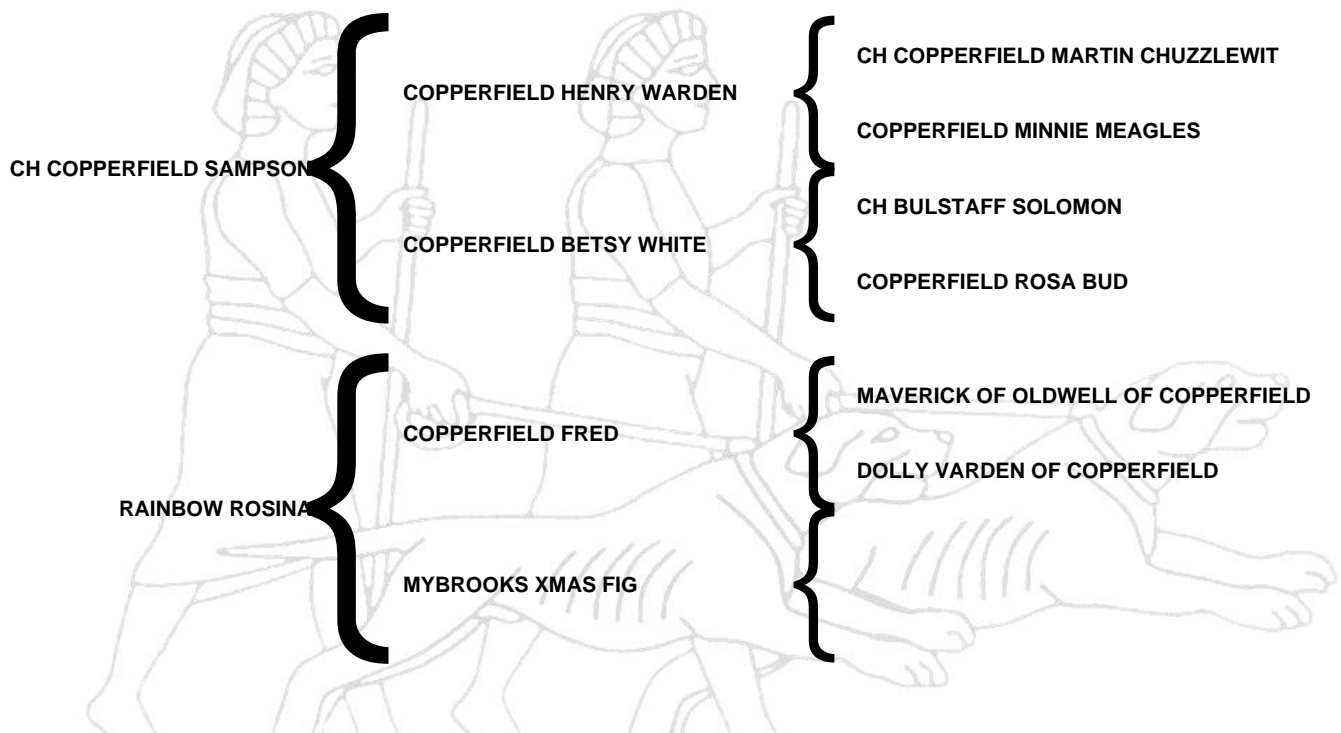 CH COPPERFIELD MARTIN CHUZZLEWIT
COPPERFIELD HENRY WARDEN
COPPERFIELD MINNIE MEAGLES
CH COPPERFIELD SAMPSON
CH BULSTAFF SOLOMON
COPPERFIELD BETSY WHITE
COPPERFIELD ROSA BUD
MAVERICK OF OLDWELL OF COPPERFIELD
COPPERFIELD FRED
DOLLY VARDEN OF COPPERFIELD
RAINBOW ROSINA
MYBROOKS XMAS FIG